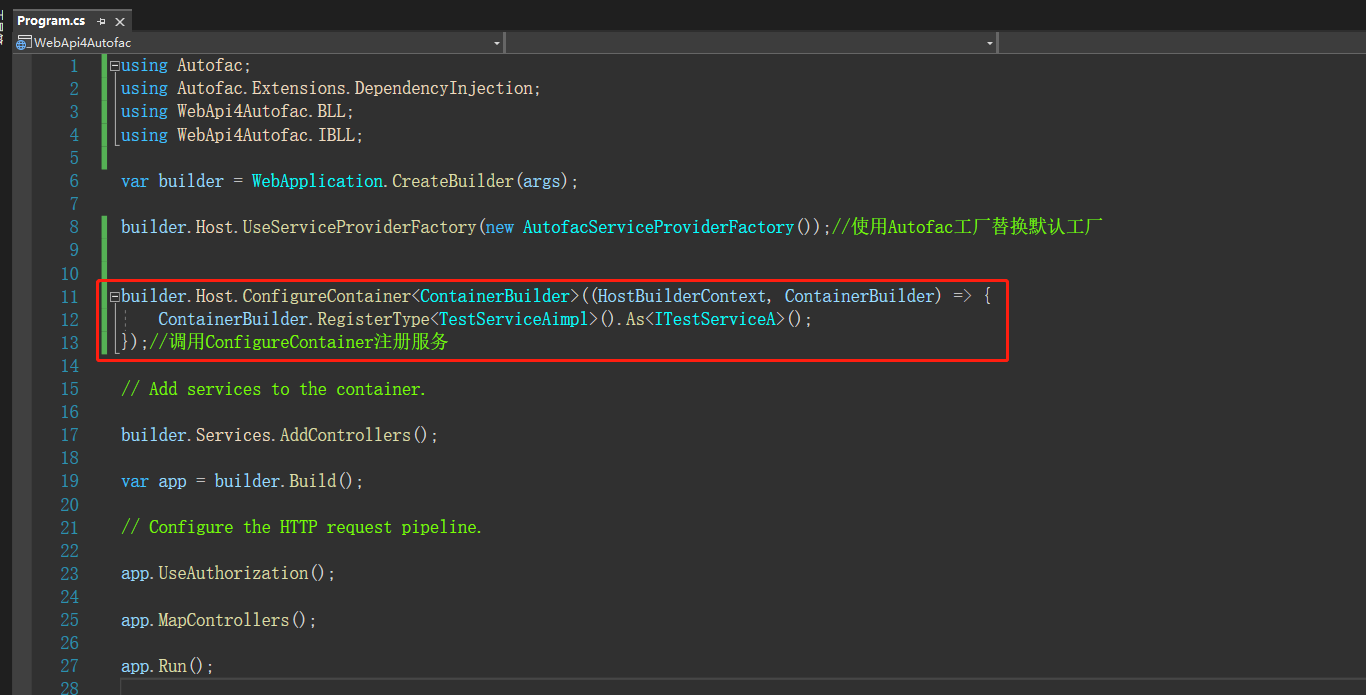 Program.cs
WebApi4Autofac
1 using Autofac;
2 using Autofac.Extensions.DependencyInjection;
3 using WebApi4Autofac.BLL;
4 using WebApi4Autofac.IBLL;
5
6 var builder = WebApplication.CreateBuilder(args);
7
8 builder.Host.UseServiceProviderFactory(new AutofacServiceProviderFactory());//使用Autofac工厂替换默认工厂
9
10
11 builder.Host.ConfigureContainer<ContainerBuilder>((HostBuilderContext, ContainerBuilder) => {
12 ContainerBuilder.RegisterType<TestServiceAimpl>().As<ITestServiceA>();
13 });//调用ConfigureContainer注册服务
14
15 // Add services to the container.
16
17 builder.Services.AddControllers();
18
19 var app = builder.Build();
20
21 // Configure the HTTP request pipeline.
22
23 app.UseAuthorization();
24
25 app.MapControllers();
26
27 app.Run();
28